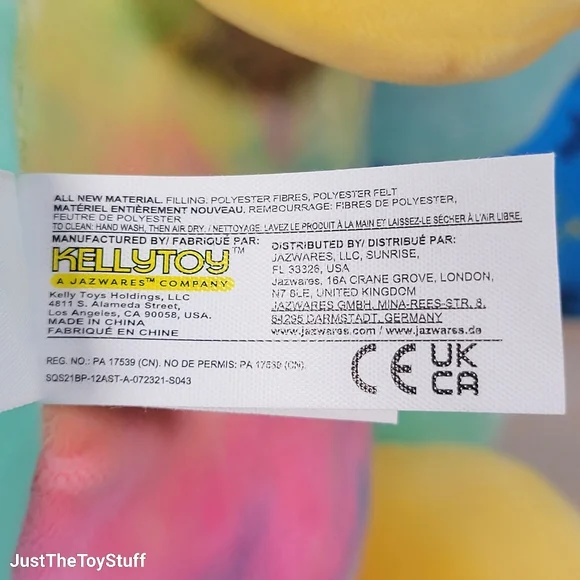 ALL NEW MATERIAL. FILLING: POLYESTER FIBRES, POLYESTER FELT
MATÉRIEL ENTIÈREMENT NOUVEAU. REMBOURRAGE: FIBRES DE POLYESTER,
FEUTRE DE POLYESTER
TO CLEAN: HAND WASH, THEN AIR DRY. / NETTOYAGE: LAVEZ LE PRODUIT À LA MAIN ET LAISSEZ-LE SÉCHER À L'AIR LIBRE.
MANUFACTURED BY/ FABRIQUÉ PAR:
KELLYTOY™
A JAZWARES™ COMPANY
Kelly Toys Holdings, LLC
4811 S. Alameda Street,
Los Angeles, CA 90058, USA.
MADE IN CHINA
FABRIQUÉ EN CHINE
DISTRIBUTED BY/ DISTRIBUÉ PAR:
JAZWARES, LLC, SUNRISE,
FL 33326, USA
Jazwares, 16A CRANE GROVE, LONDON,
N7 8LE, UNITED KINGDOM
JAZWARES GMBH, MINA-REES-STR. 8,
64295 DARMSTADT, GERMANY
www.jazwares.com / www.jazwares.de
REG. NO.: PA 17539 (CN). NO DE PERMIS: PA 17539 (CN).
SQS21BP-12AST-A-072321-S043
CE UK
CA
JustTheToyStuff